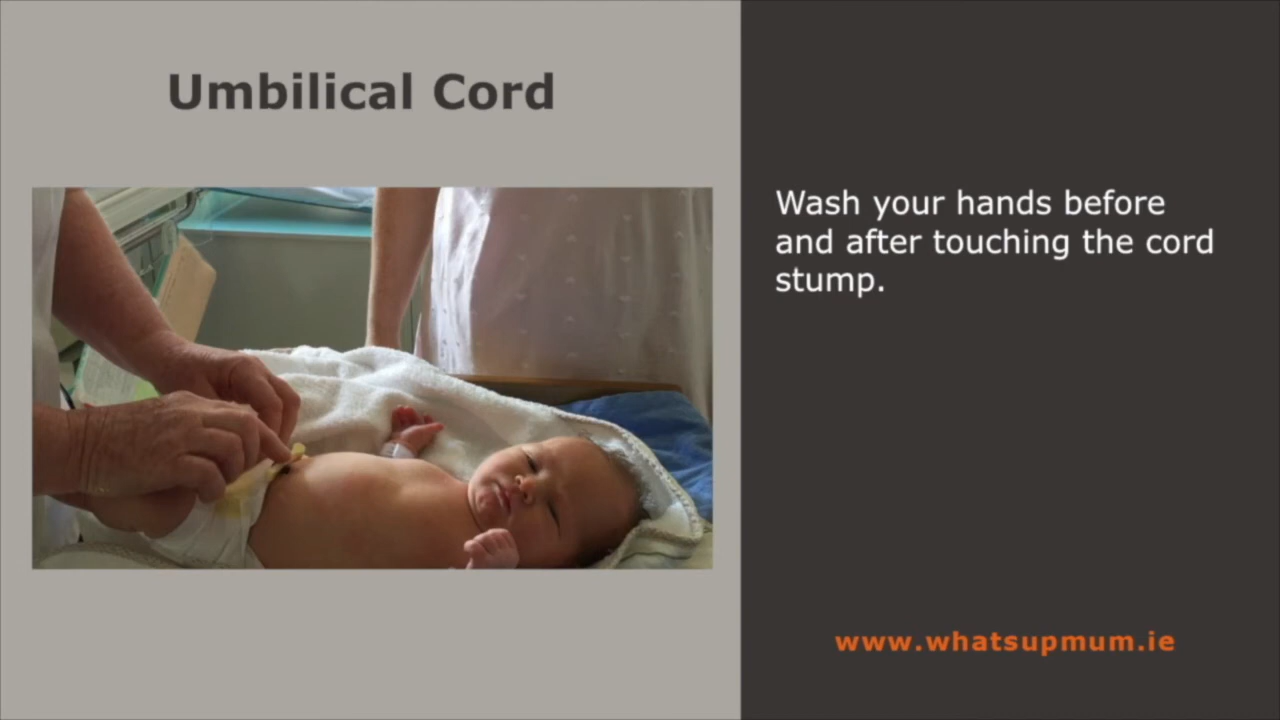 Umbilical Cord
Wash your hands before
and after touching the cord
stump.
www.whatsupmum.ie